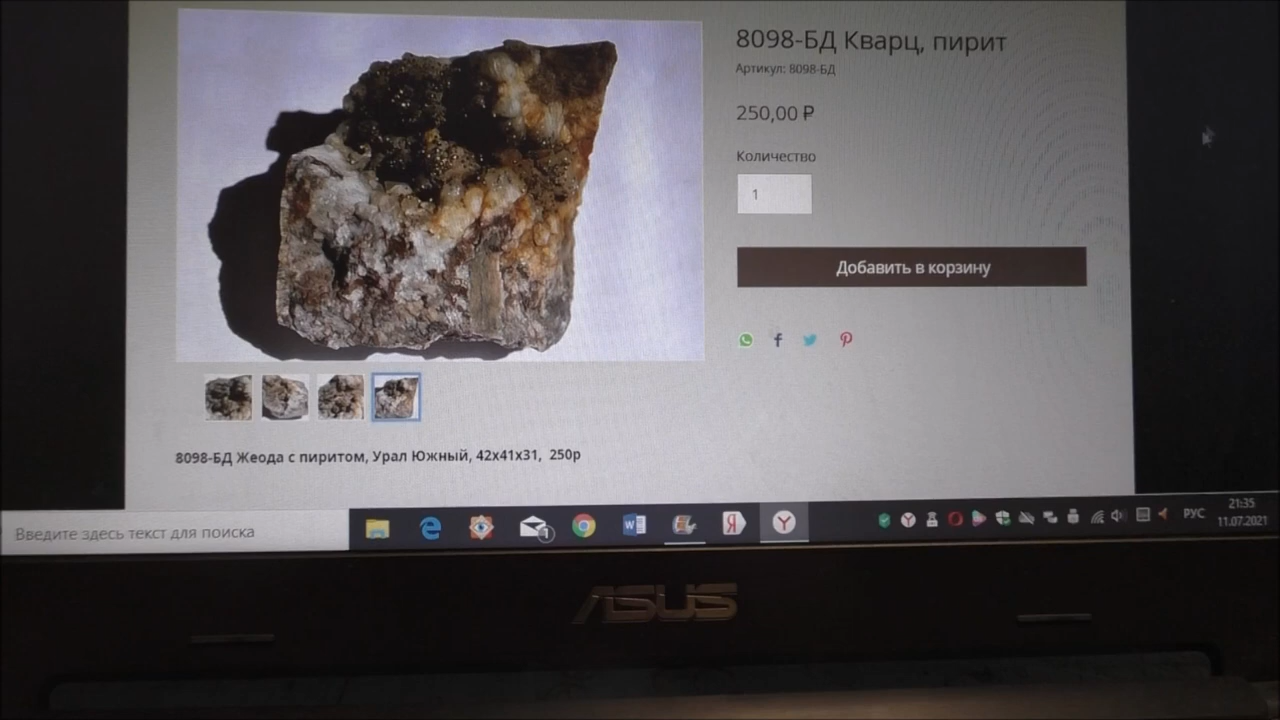 8098-БД Кварц, пирит
Артикул: 8098-БД
250,00 ₽
Количество
1
Добавить в корзину
8098-БД Жеода с пиритом, Урал Южный, 42x41x31, 250р
Введите здесь текст для поиска
1
РУС
21:35
11.07.2021
ASUS